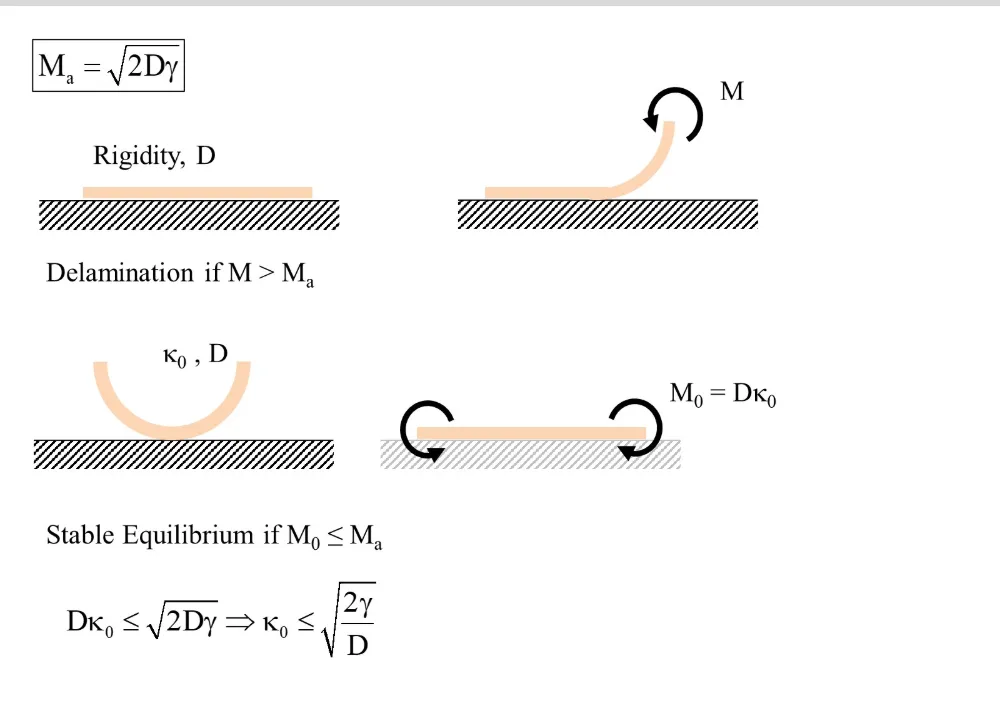 Mₐ = √2Dγ
M
Rigidity, D
Delamination if M > Mₐ
κ₀ , D
M₀ = Dκ₀
Stable Equilibrium if M₀ ≤ Mₐ
Dκ₀ ≤ √2Dγ ⇒ κ₀ ≤ √(2γ/D)